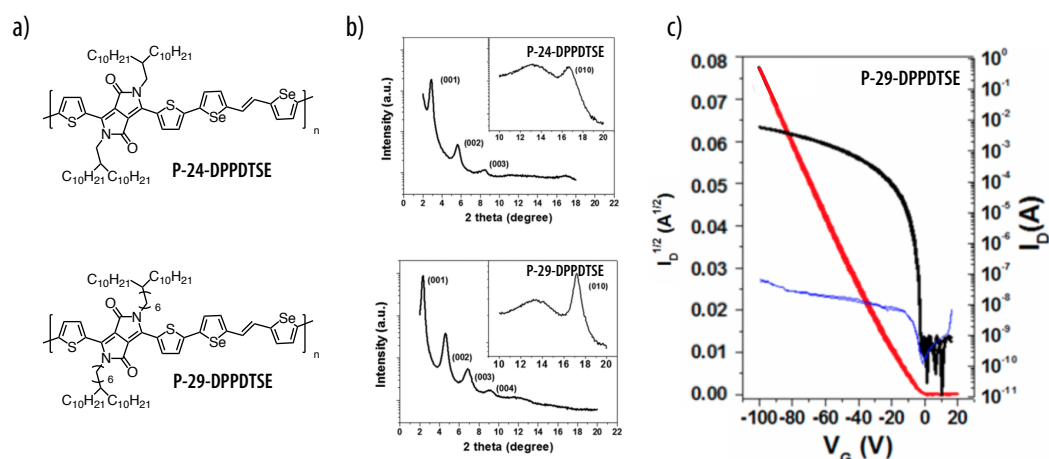 a)
C10H21 C10H21
O
N
S
S
Se
Se
n
N
O
C10H21 C10H21
P-24-DPPDTSE
C10H21 C10H21
6
O
N
S
S
Se
Se
n
N
O
6
C10H21 C10H21
P-29-DPPDTSE
b)
P-24-DPPDTSE
(001)
(002)
(003)
(010)
10 12 14 16 18 20
Intensity (a.u.)
0 2 4 6 8 10 12 14 16 18 20 22
2 theta (degree)
P-29-DPPDTSE
(001)
(002)
(003)
(004)
(010)
10 12 14 16 18 20
Intensity (a.u.)
0 2 4 6 8 10 12 14 16 18 20 22
2 theta (degree)
c)
P-29-DPPDTSE
0.08
0.07
0.06
0.05
0.04
0.03
0.02
0.01
0.00
I_D^1/2 (A^1/2)
10^0
10^-1
10^-2
10^-3
10^-4
10^-5
10^-6
10^-7
10^-8
10^-9
10^-10
10^-11
I_D(A)
-100 -80 -60 -40 -20 0 20
V_G (V)